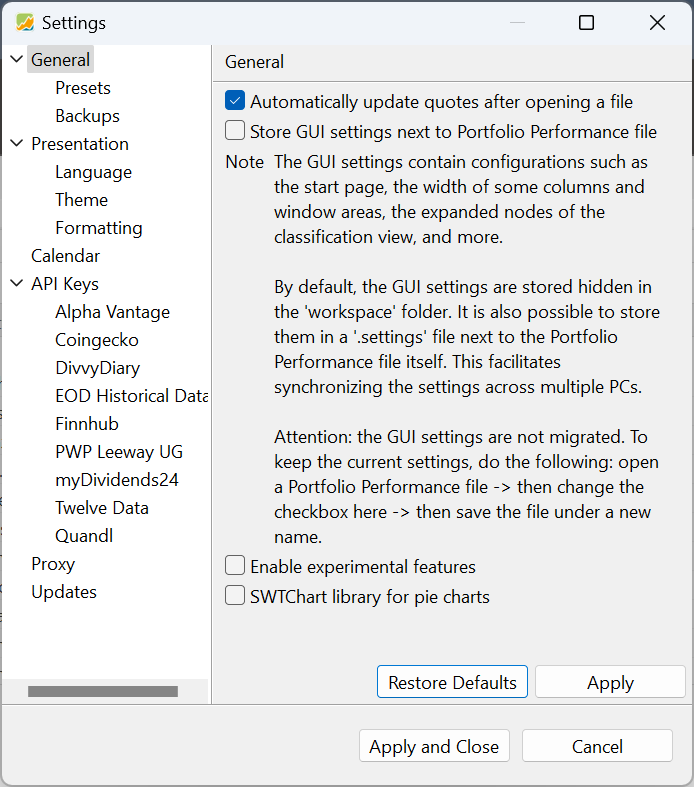 Settings
General
Presets
Backups
Presentation
Language
Theme
Formatting
Calendar
API Keys
Alpha Vantage
Coingecko
DivvyDiary
EOD Historical Data
Finnhub
PWP Leeway UG
myDividends24
Twelve Data
Quandl
Proxy
Updates
General
Automatically update quotes after opening a file
Store GUI settings next to Portfolio Performance file
Note The GUI settings contain configurations such as
the start page, the width of some columns and
window areas, the expanded nodes of the
classification view, and more.
By default, the GUI settings are stored hidden in
the 'workspace' folder. It is also possible to store
them in a '.settings' file next to the Portfolio
Performance file itself. This facilitates
synchronizing the settings across multiple PCs.
Attention: the GUI settings are not migrated. To
keep the current settings, do the following: open
a Portfolio Performance file -> then change the
checkbox here -> then save the file under a new
name.
Enable experimental features
SWTChart library for pie charts
Restore Defaults
Apply
Apply and Close
Cancel